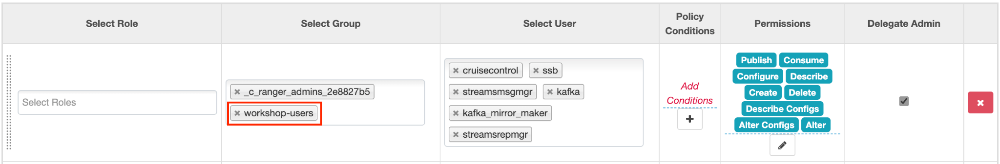 Select Role
Select Group
Select User
Policy
Conditions
Permissions
Delegate Admin
Select Roles
_c_ranger_admins_2e8827b5
workshop-users
cruisecontrol ssb
streamsmsgmgr kafka
kafka_mirror_maker
streamsrepmgr
Add
Conditions
Publish Consume
Configure Describe
Create Delete
Describe Configs
Alter Configs Alter